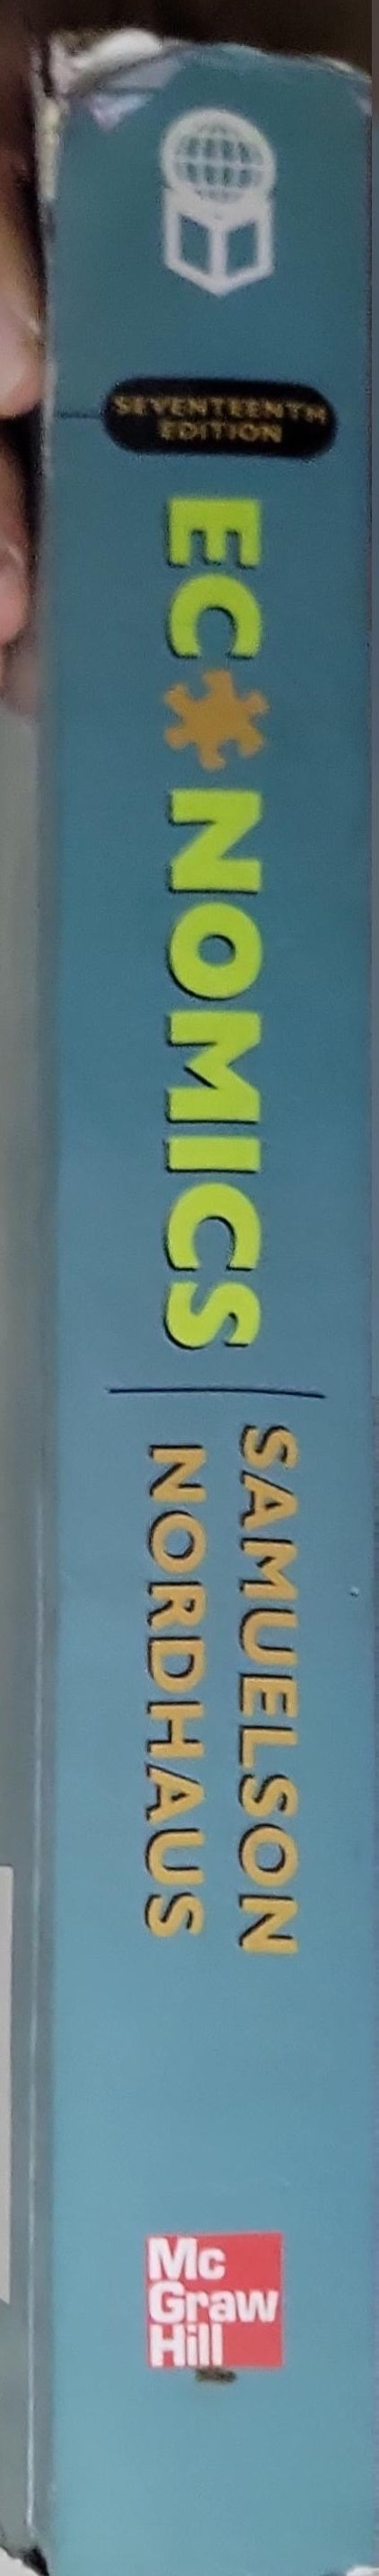 SEVENTEENTH
EDITION
EC NOMICS
SAMUELSON
NORDHAUS
Mc
Graw
Hill